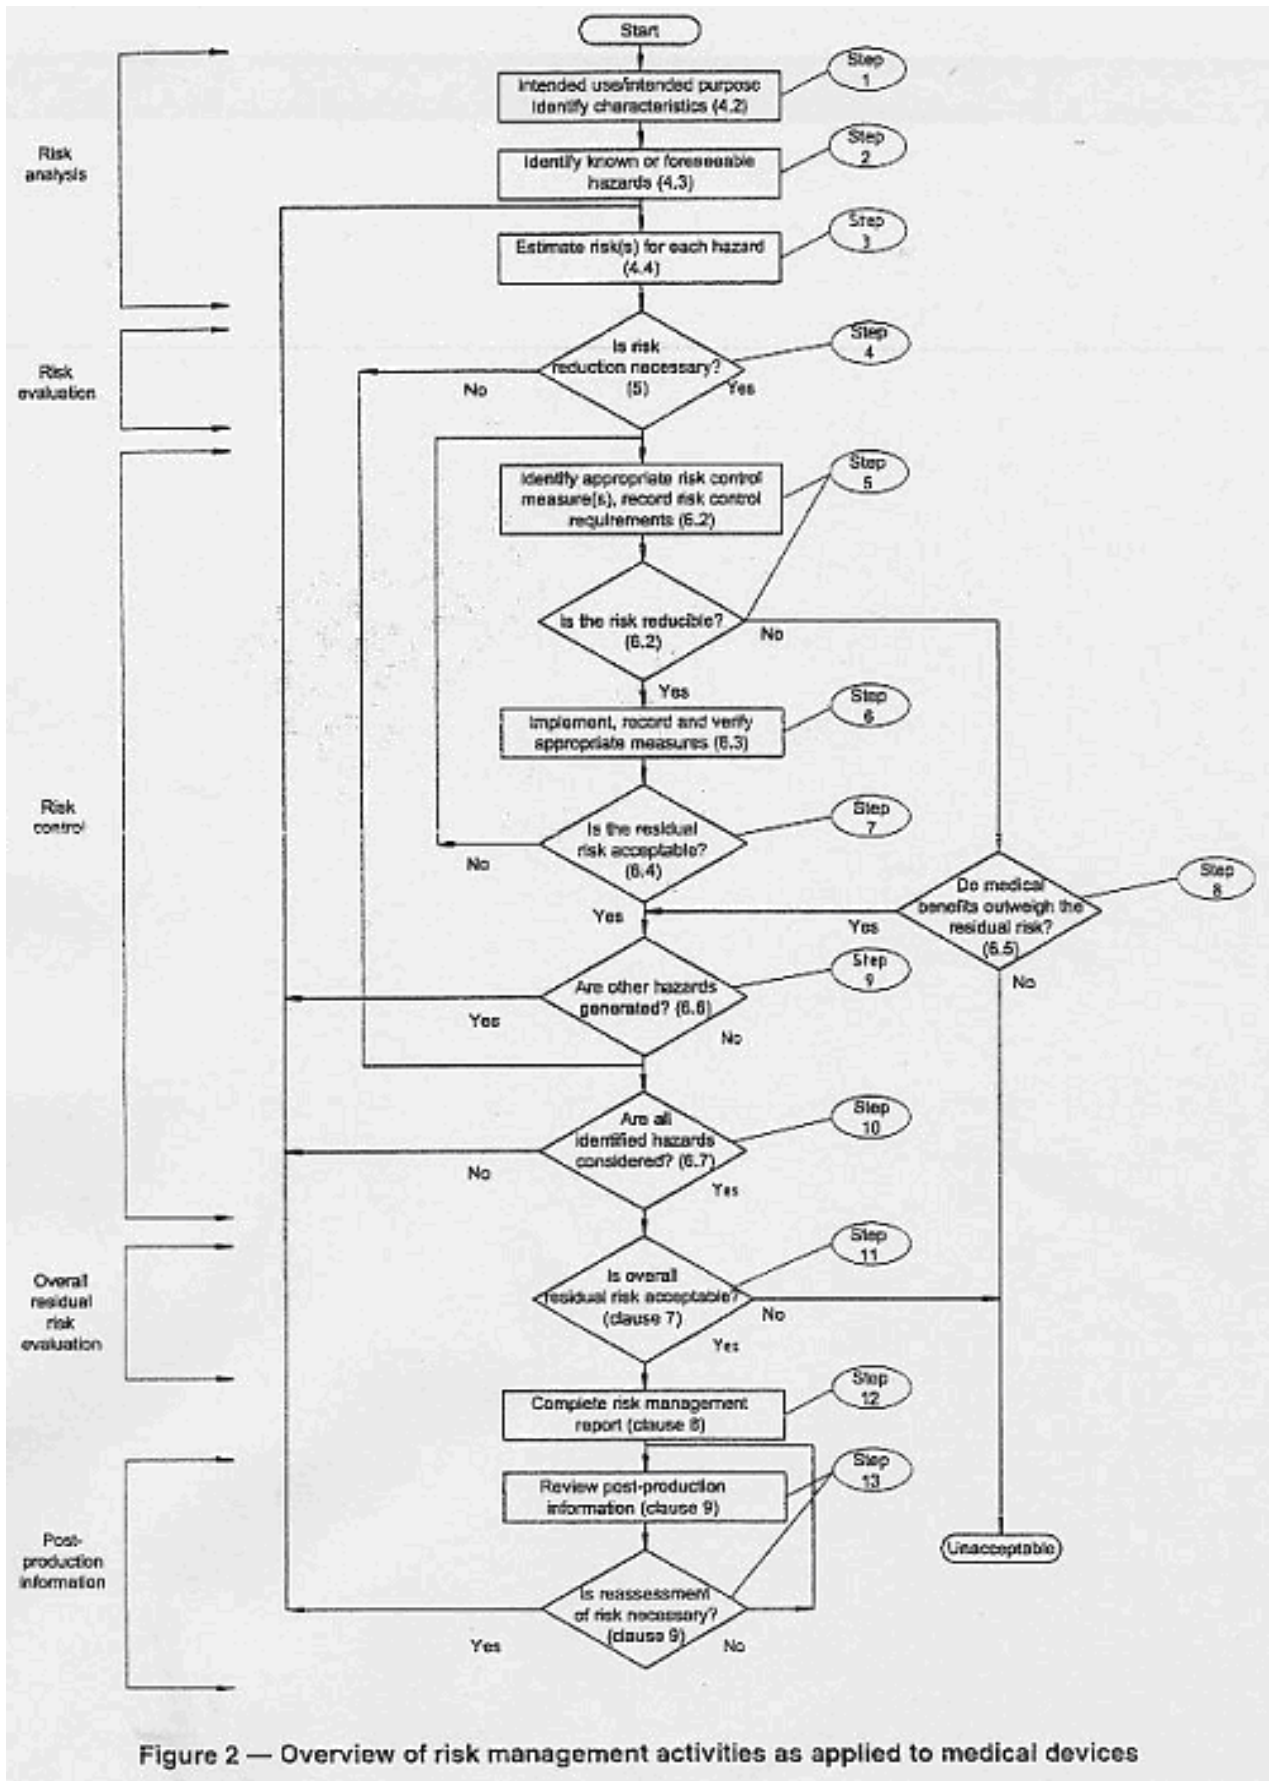 Start
Intended use/intended purpose
Identify characteristics (4.2)
Step
1
Identify known or foreseeable
hazards (4.3)
Step
2
Risk
analysis
Estimate risk(s) for each hazard
(4.4)
Step
3
Is risk
reduction necessary?
(5)
Step
4
No
Yes
Risk
evaluation
Identify appropriate risk control
measure(s), record risk control
requirements (6.2)
Step
5
Is the risk reducible?
(6.2)
No
Yes
Implement, record and verify
appropriate measures (6.3)
Step
6
Risk
control
Is the residual
risk acceptable?
(6.4)
Step
7
No
Yes
Do medical
benefits outweigh the
residual risk?
(6.5)
Step
8
Yes
No
Are other hazards
generated? (6.6)
Step
9
Yes
No
Are all
identified hazards
considered? (6.7)
Step
10
No
Yes
Overall
residual
risk
evaluation
Is overall
residual risk acceptable?
(clause 7)
Step
11
No
Yes
Complete risk management
report (clause 8)
Step
12
Review post-production
information (clause 9)
Step
13
Post-
production
information
Is reassessment
of risk necessary?
(clause 9)
Yes
No
Unacceptable
Figure 2 — Overview of risk management activities as applied to medical devices